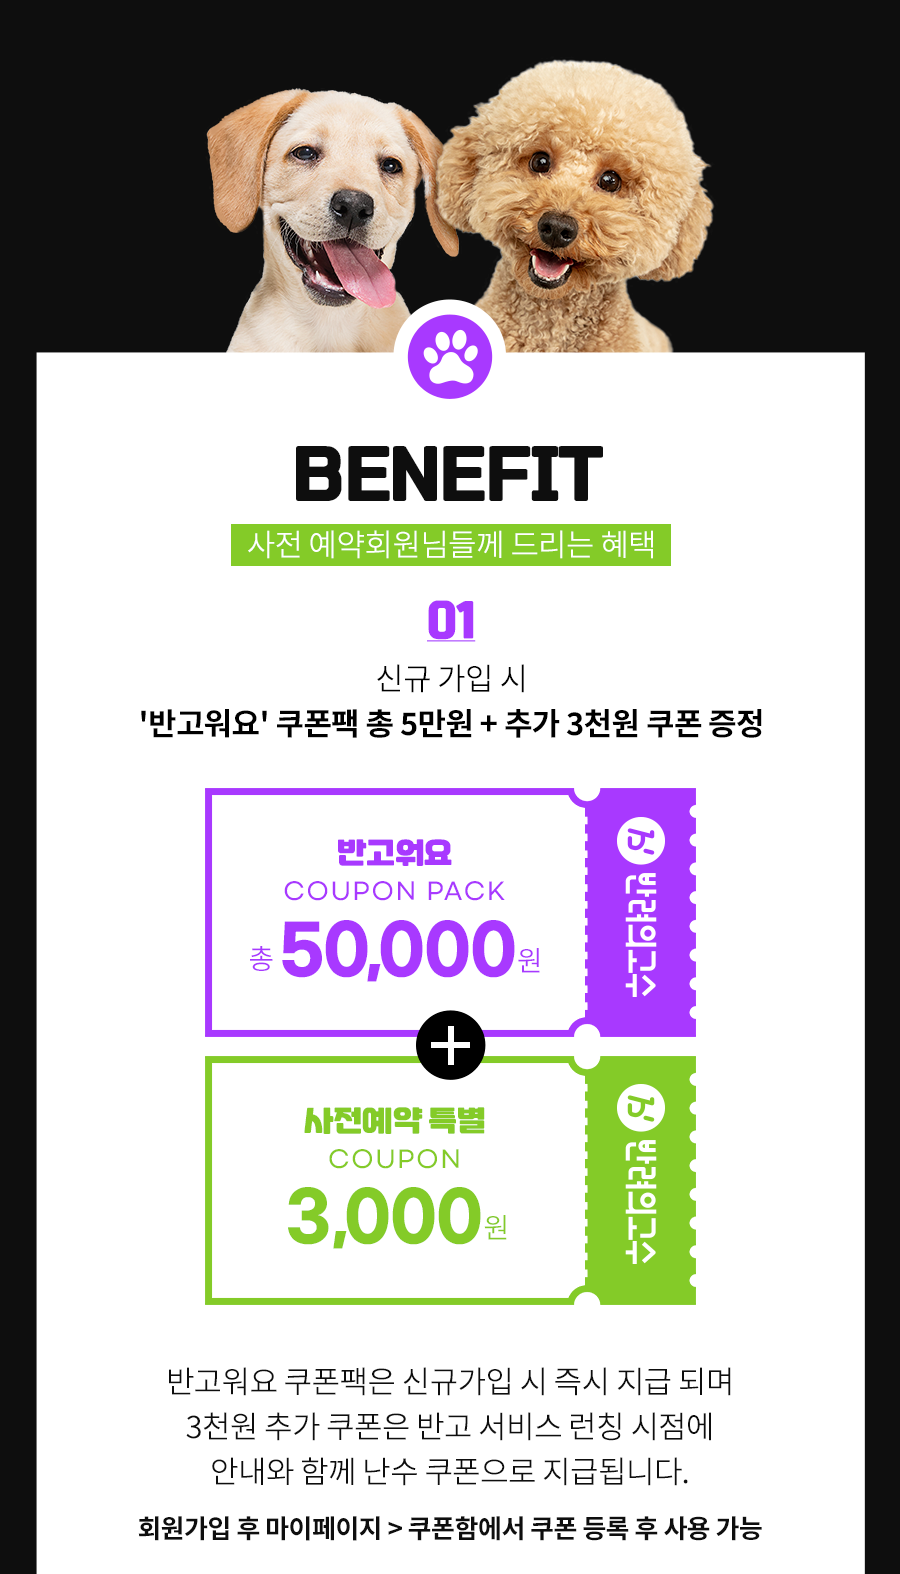 BENEFIT
사전 예약회원님들께 드리는 혜택
01
신규 가입 시
'반고워요' 쿠폰팩 총 5만원 + 추가 3천원 쿠폰 증정
반고워요
COUPON PACK
총 50,000원
반려의고수
+
사전예약 특별
COUPON
3,000원
반려의고수
반고워요 쿠폰팩은 신규가입 시 즉시 지급 되며
3천원 추가 쿠폰은 반고 서비스 런칭 시점에
안내와 함께 난수 쿠폰으로 지급됩니다.
회원가입 후 마이페이지 > 쿠폰함에서 쿠폰 등록 후 사용 가능